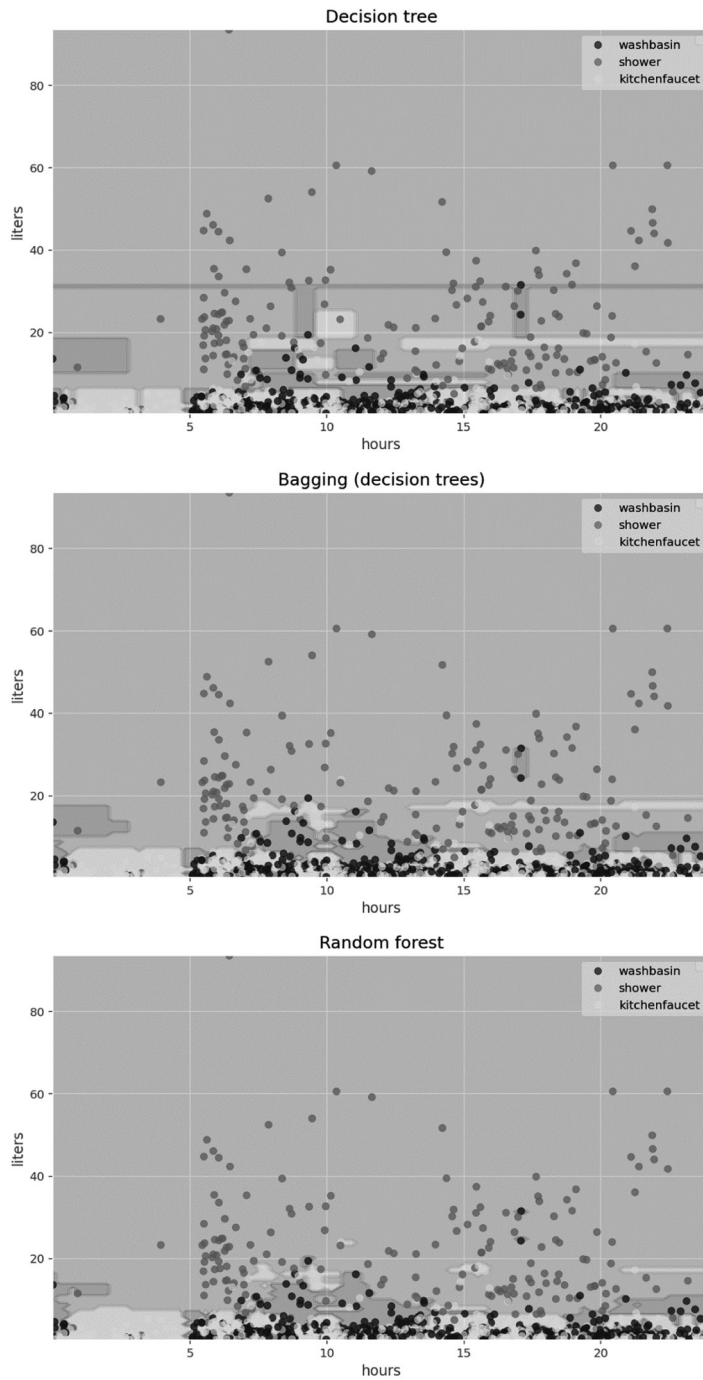 Decision tree
washbasin
shower
kitchenfaucet
80
60
40
20
liters
5 10 15 20
hours
Bagging (decision trees)
washbasin
shower
kitchenfaucet
80
60
40
20
liters
5 10 15 20
hours
Random forest
washbasin
shower
kitchenfaucet
80
60
40
20
liters
5 10 15 20
hours